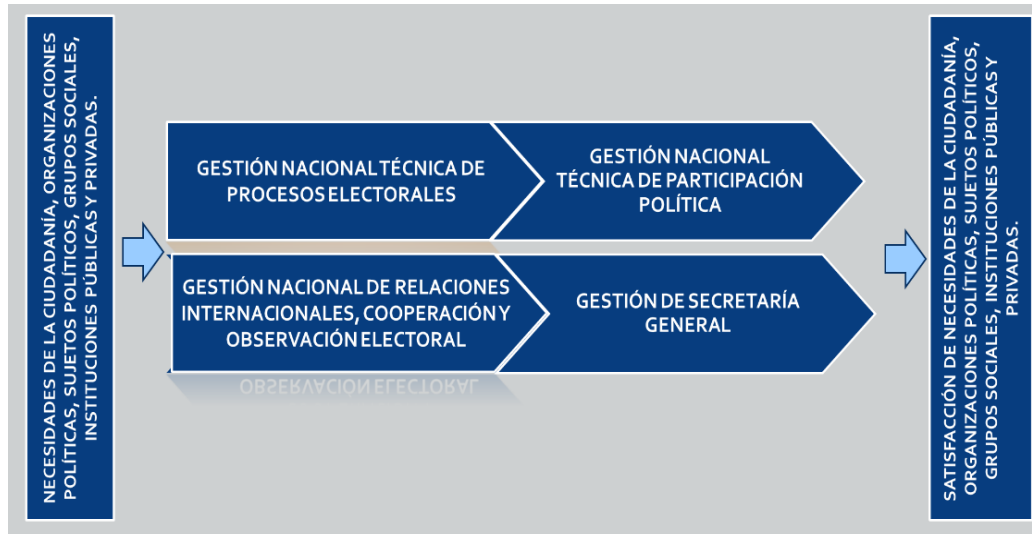 NECESIDADES DE LA CIUDADANÍA, ORGANIZACIONES
POLÍTICAS, SUJETOS POLÍTICOS, GRUPOS SOCIALES,
INSTITUCIONES PÚBLICAS Y PRIVADAS.
GESTIÓN NACIONAL TÉCNICA DE
PROCESOS ELECTORALES
GESTIÓN NACIONAL
TÉCNICA DE PARTICIPACIÓN
POLÍTICA
GESTIÓN NACIONAL DE RELACIONES
INTERNACIONALES, COOPERACIÓN Y
OBSERVACIÓN ELECTORAL
GESTIÓN DE SECRETARÍA
GENERAL
SATISFACCIÓN DE NECESIDADES DE LA CIUDADANÍA,
ORGANIZACIONES POLÍTICAS, SUJETOS POLÍTICOS,
GRUPOS SOCIALES, INSTITUCIONES PÚBLICAS Y
PRIVADAS.